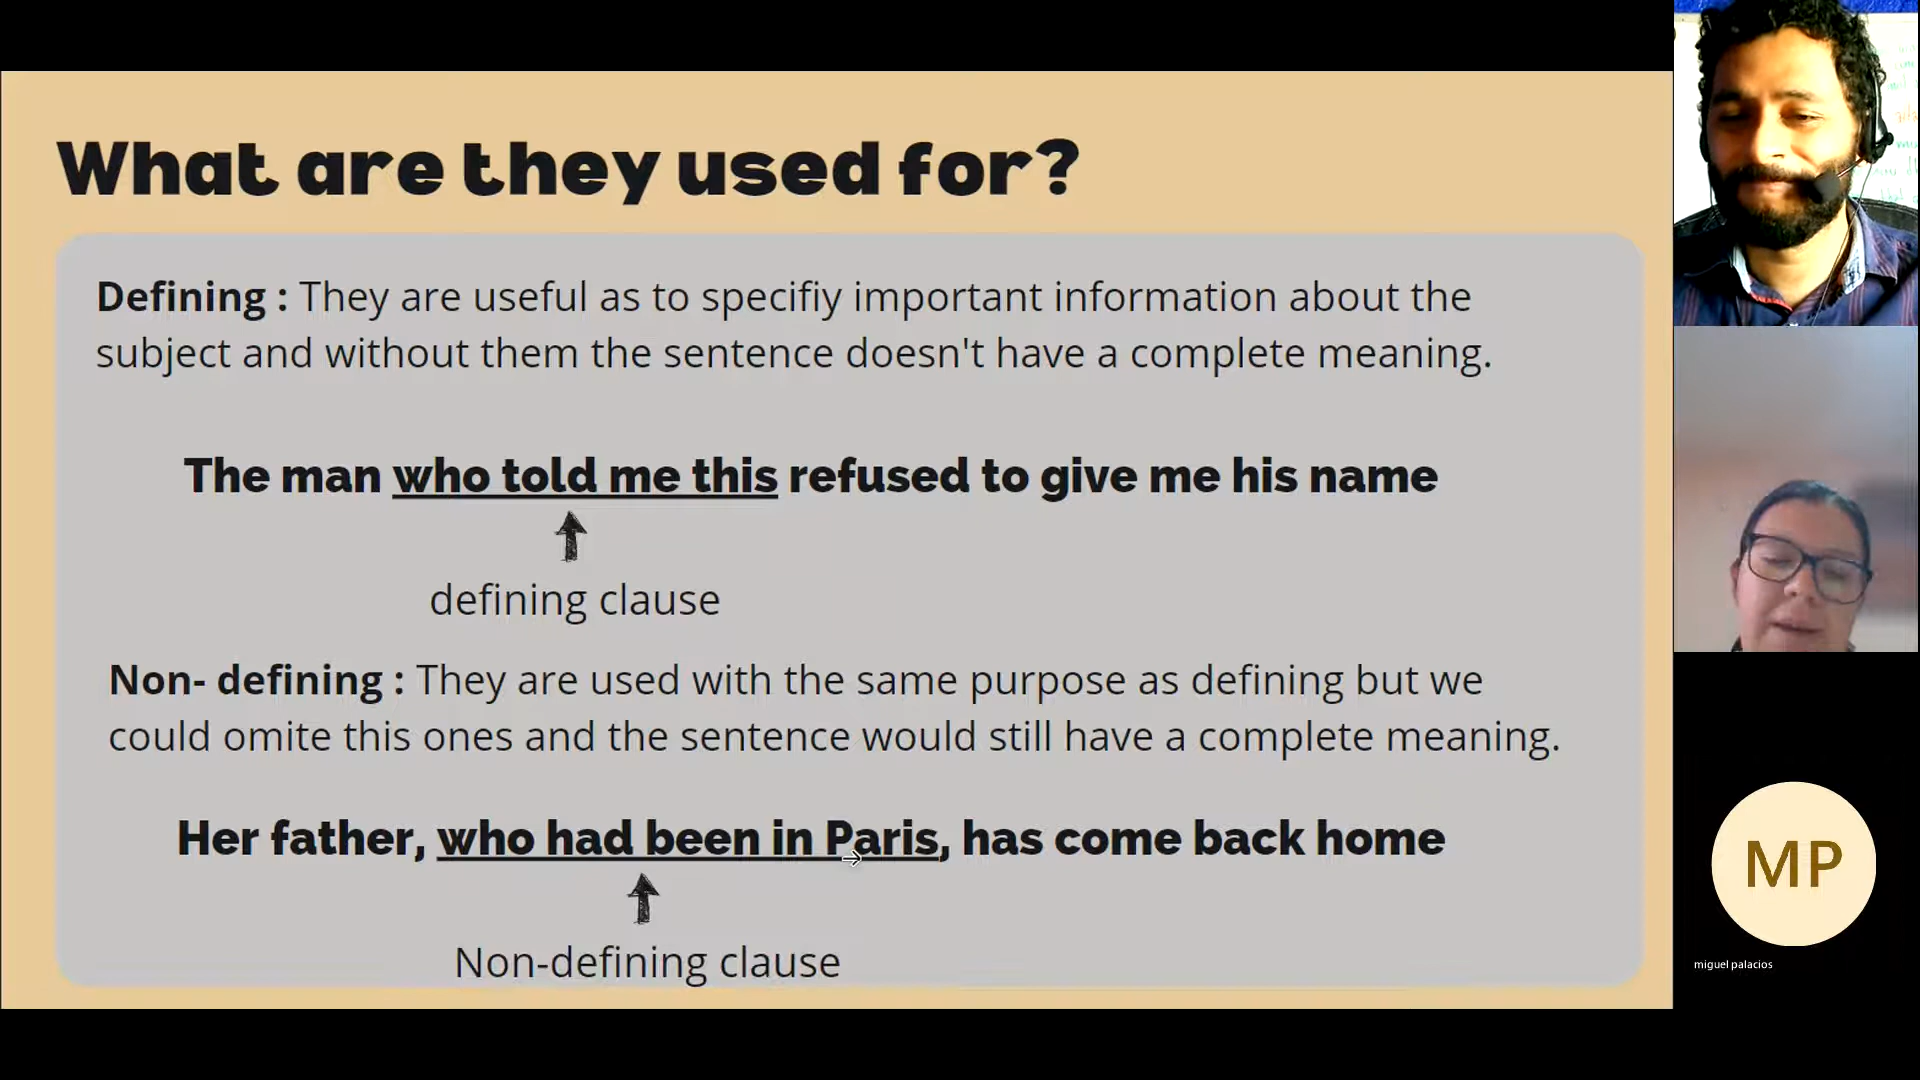 What are they used for?
Defining : They are useful as to specifiy important information about the
subject and without them the sentence doesn't have a complete meaning.
The man who told me this refused to give me his name
defining clause
Non- defining : They are used with the same purpose as defining but we
could omite this ones and the sentence would still have a complete meaning.
Her father, who had been in Paris, has come back home
Non-defining clause
MP
miguel palacios